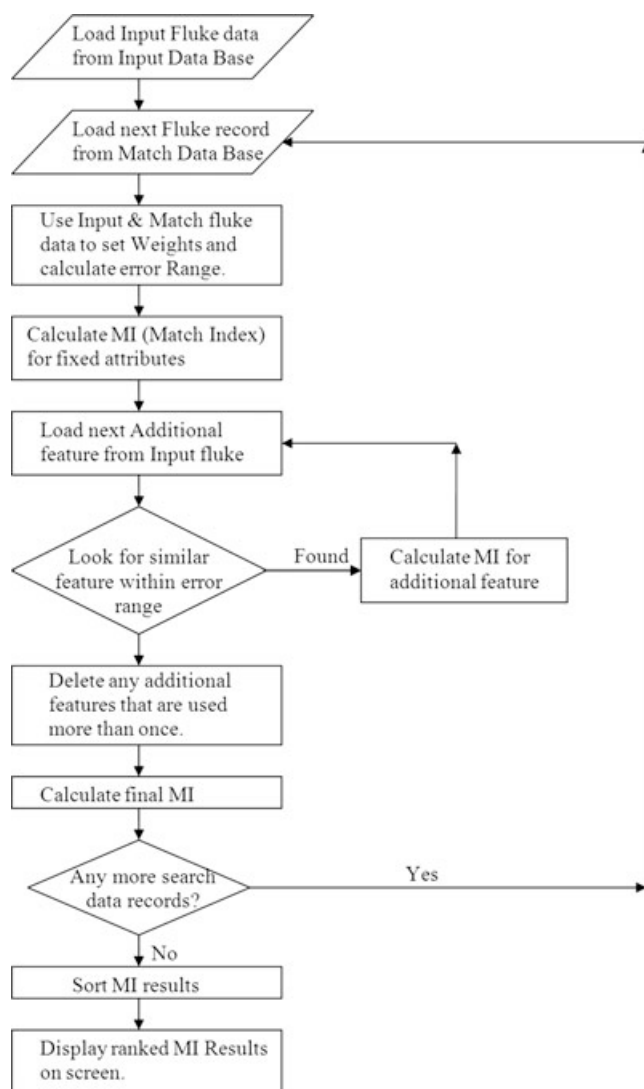 Load Input Fluke data
from Input Data Base
Load next Fluke record
from Match Data Base
Use Input & Match fluke
data to set Weights and
calculate error Range.
Calculate MI (Match Index)
for fixed attributes
Load next Additional
feature from Input fluke
Look for similar
feature within error
range
Found
Calculate MI for
additional feature
Delete any additional
features that are used
more than once.
Calculate final MI
Any more search
data records?
Yes
No
Sort MI results
Display ranked MI Results
on screen.